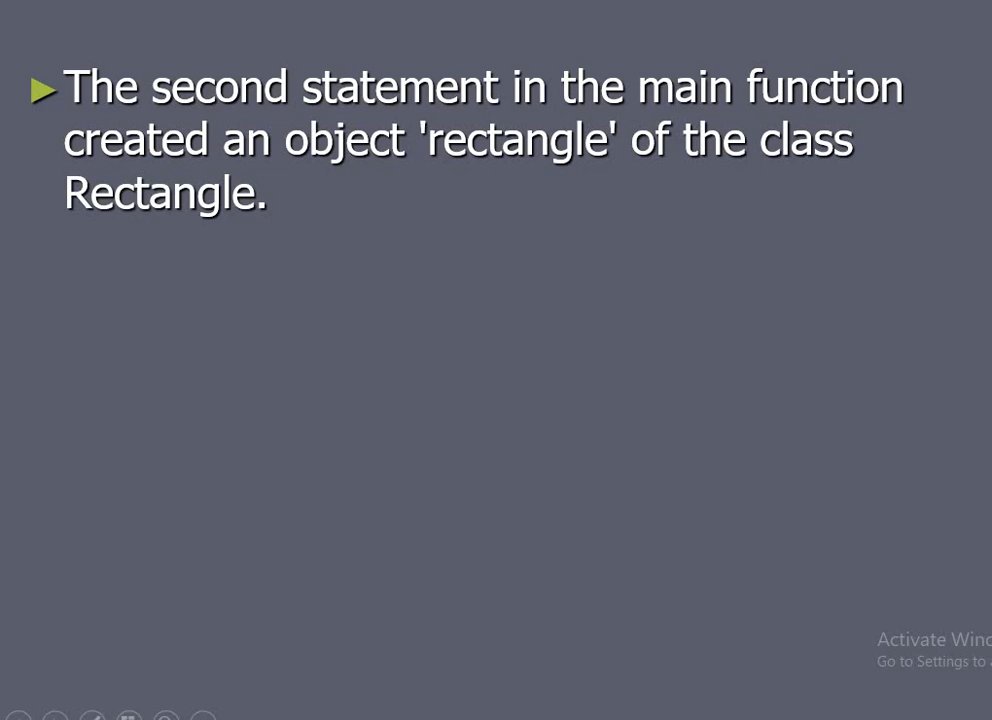 The second statement in the main function
created an object 'rectangle' of the class
Rectangle.
Activate Wind
Go to Settings to